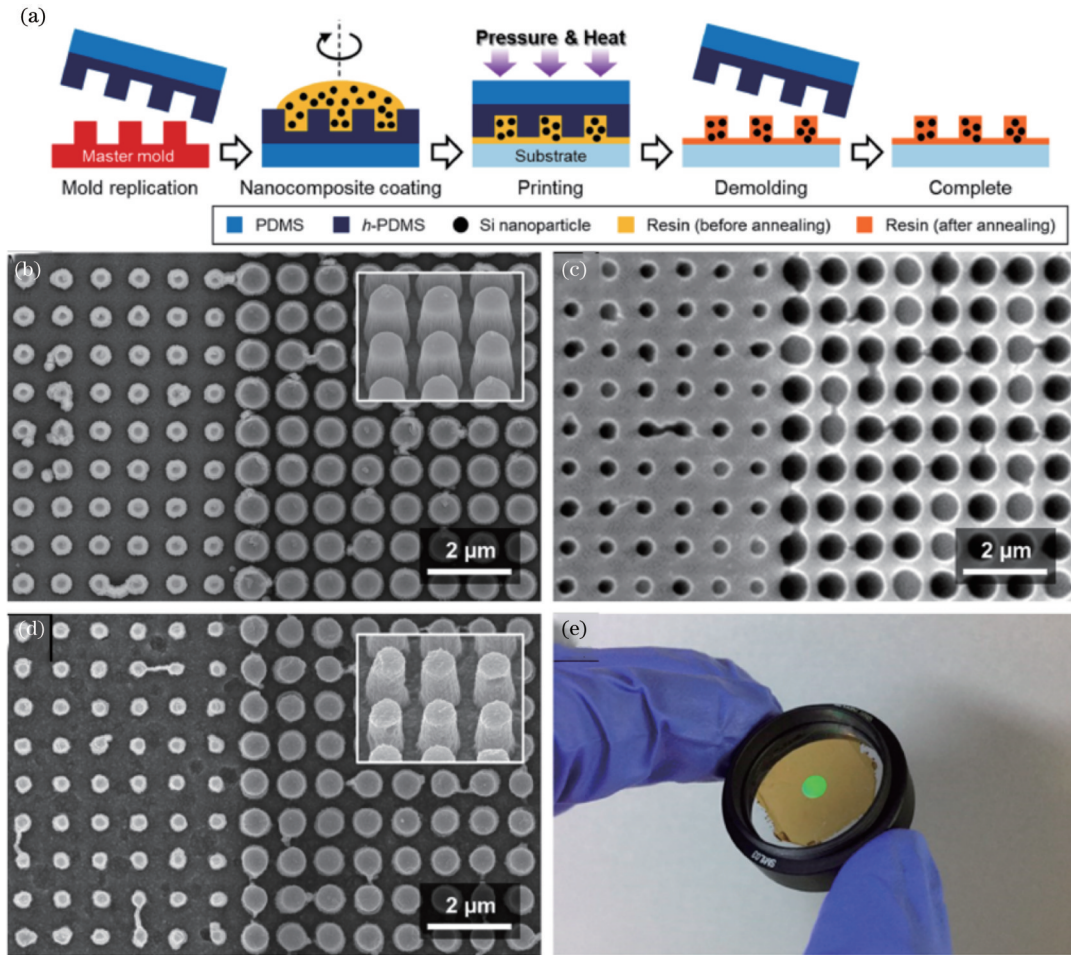 (a)
Pressure & Heat
Master mold
Substrate
Mold replication
Nanocomposite coating
Printing
Demolding
Complete
PDMS
h-PDMS
Si nanoparticle
Resin (before annealing)
Resin (after annealing)
(b)
2 µm
(c)
2 µm
(d)
2 µm
(e)